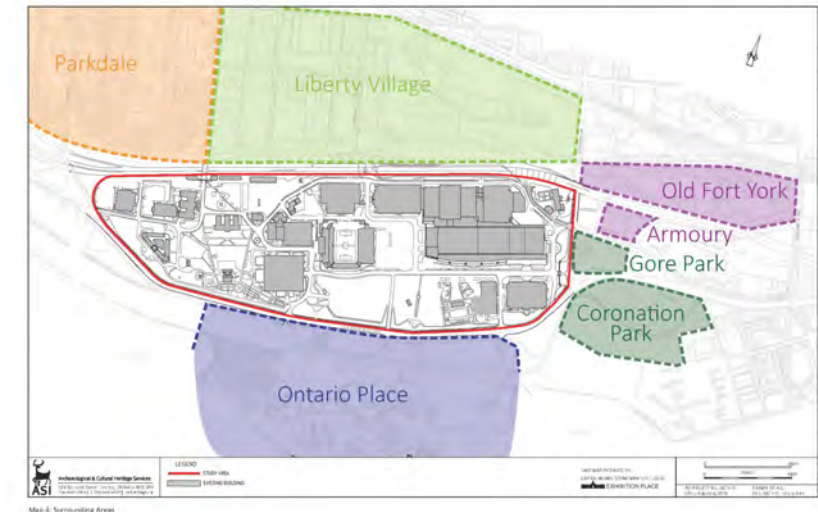 Parkdale
Liberty Village
Old Fort York
Armoury
Gore Park
Coronation
Park
Ontario Place
ASI
Archaeological & Cultural Heritage Services
LEGEND
STUDY AREA
EXISTING BUILDING
EXHIBITION PLACE
Map 4: Surrounding Areas